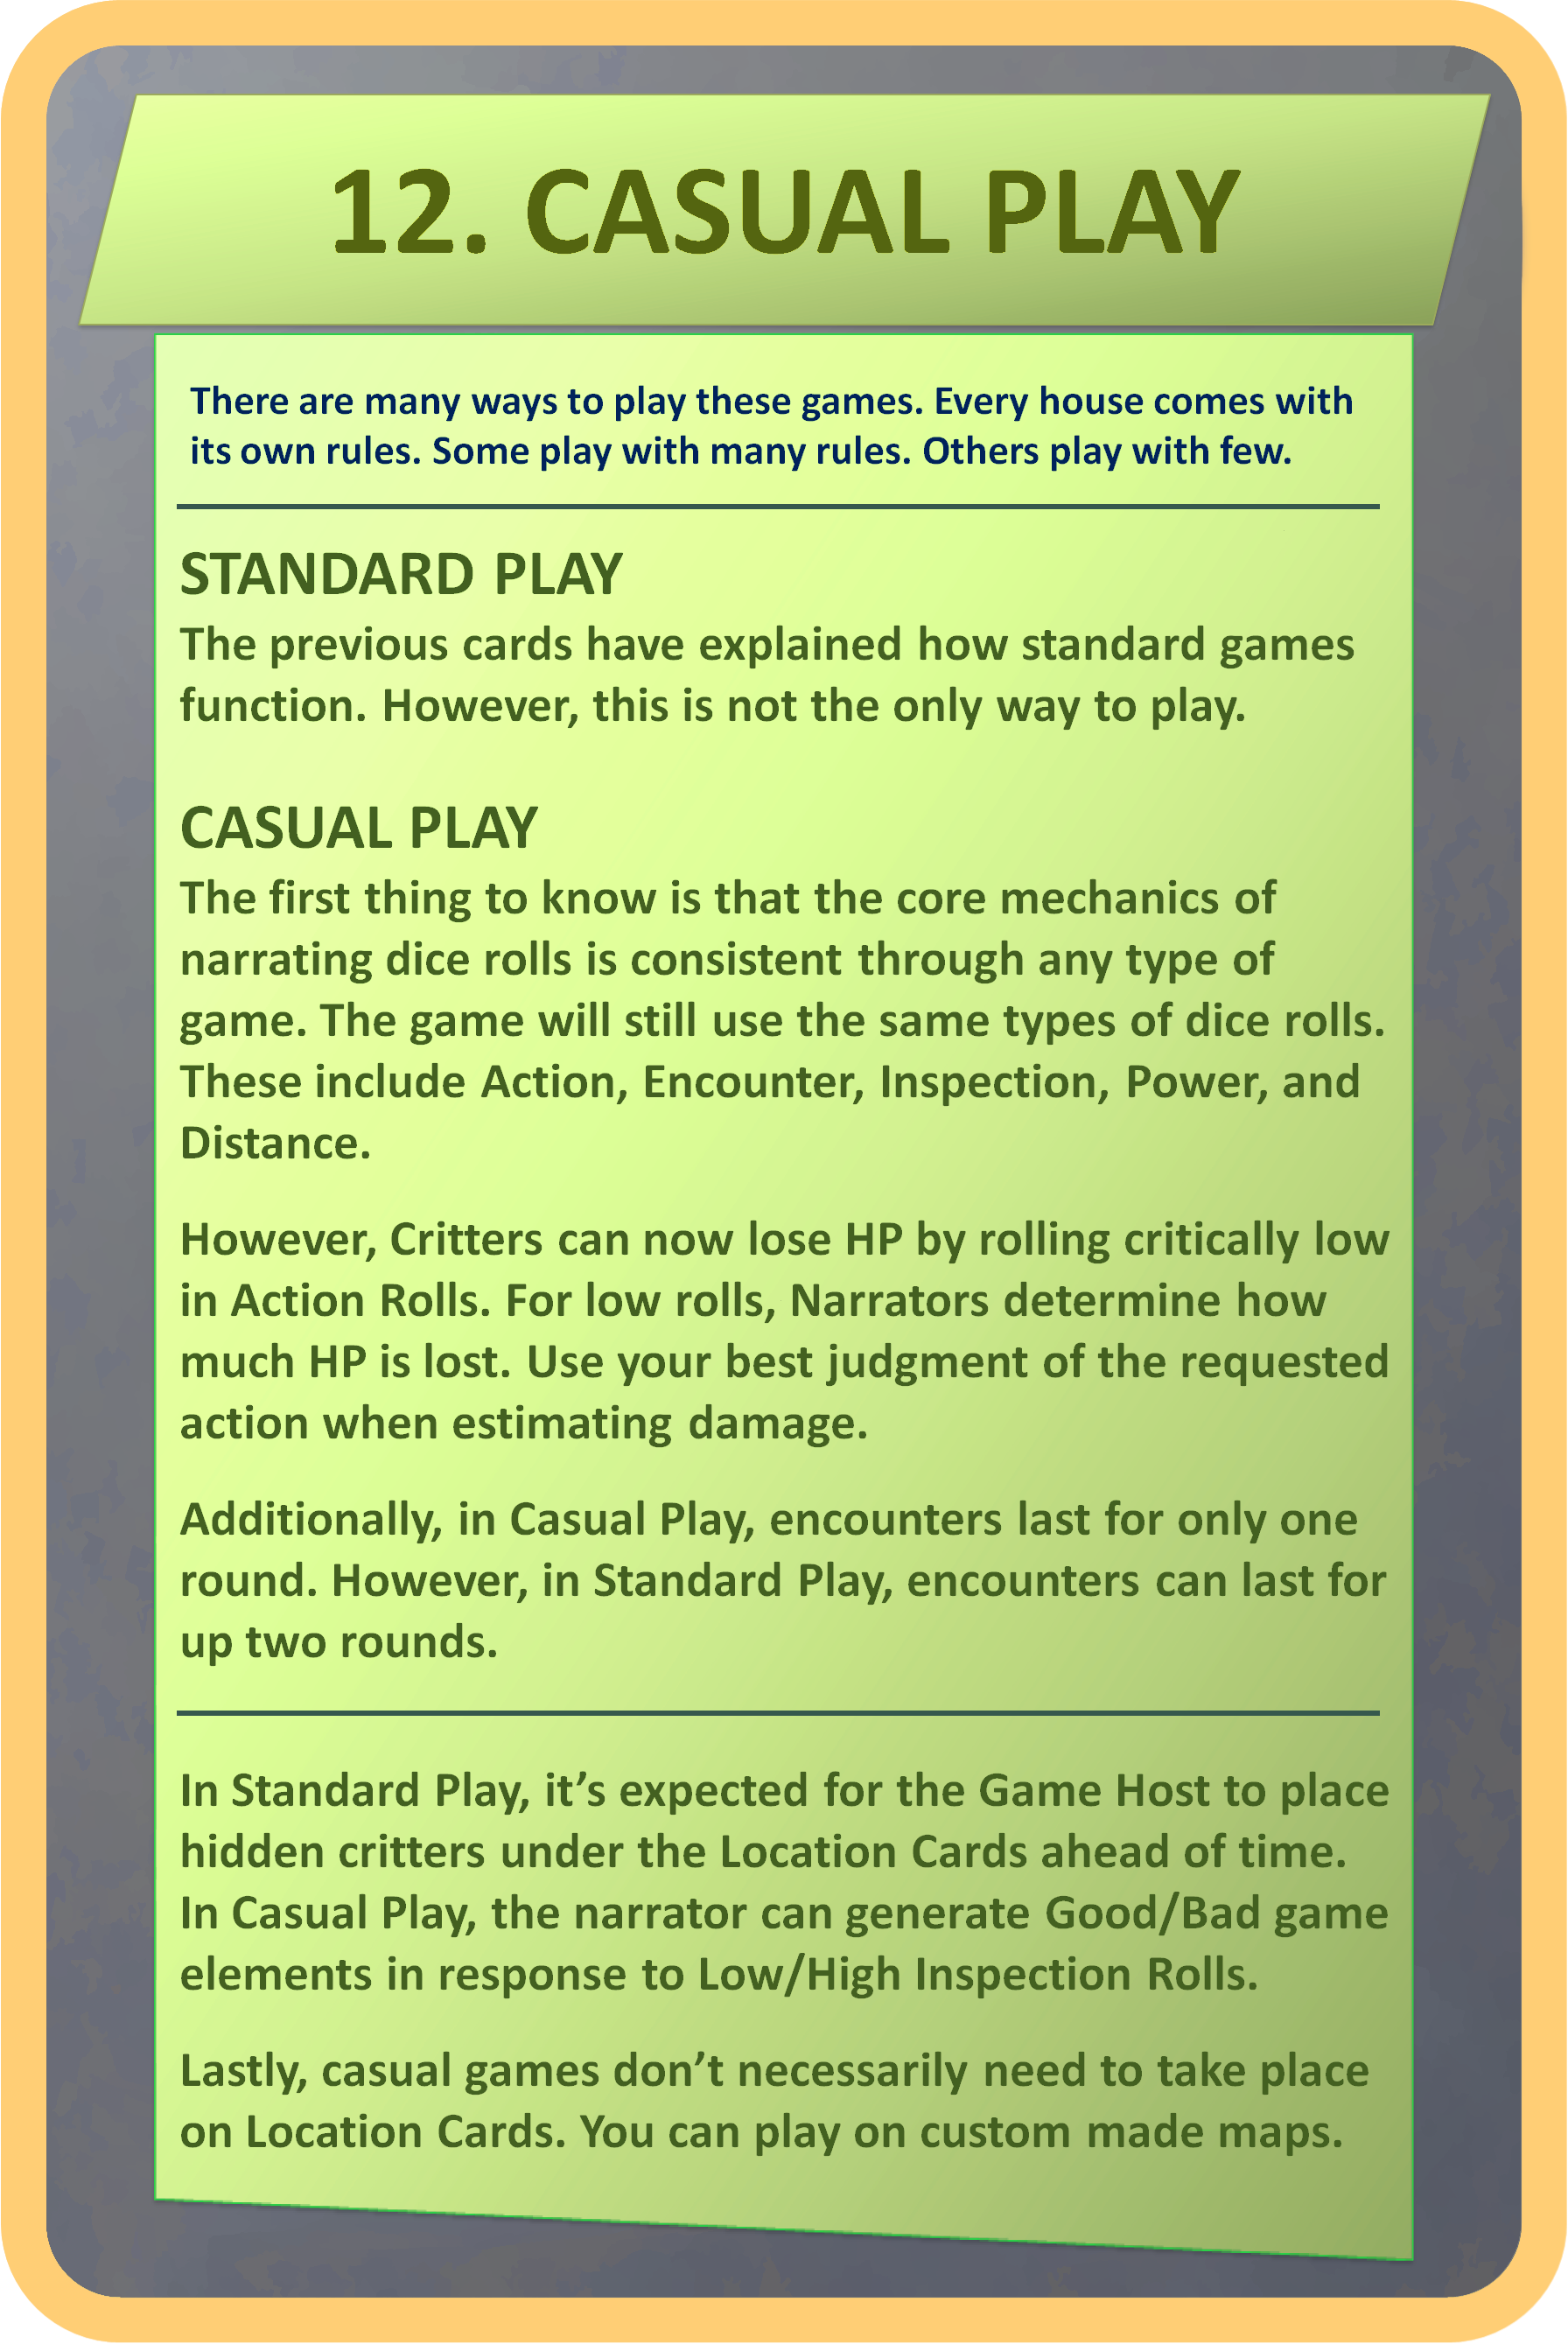 12. CASUAL PLAY
There are many ways to play these games. Every house comes with
its own rules. Some play with many rules. Others play with few.
STANDARD PLAY
The previous cards have explained how standard games
function. However, this is not the only way to play.
CASUAL PLAY
The first thing to know is that the core mechanics of
narrating dice rolls is consistent through any type of
game. The game will still use the same types of dice rolls.
These include Action, Encounter, Inspection, Power, and
Distance.
However, Critters can now lose HP by rolling critically low
in Action Rolls. For low rolls, Narrators determine how
much HP is lost. Use your best judgment of the requested
action when estimating damage.
Additionally, in Casual Play, encounters last for only one
round. However, in Standard Play, encounters can last for
up two rounds.
In Standard Play, it’s expected for the Game Host to place
hidden critters under the Location Cards ahead of time.
In Casual Play, the narrator can generate Good/Bad game
elements in response to Low/High Inspection Rolls.
Lastly, casual games don’t necessarily need to take place
on Location Cards. You can play on custom made maps.